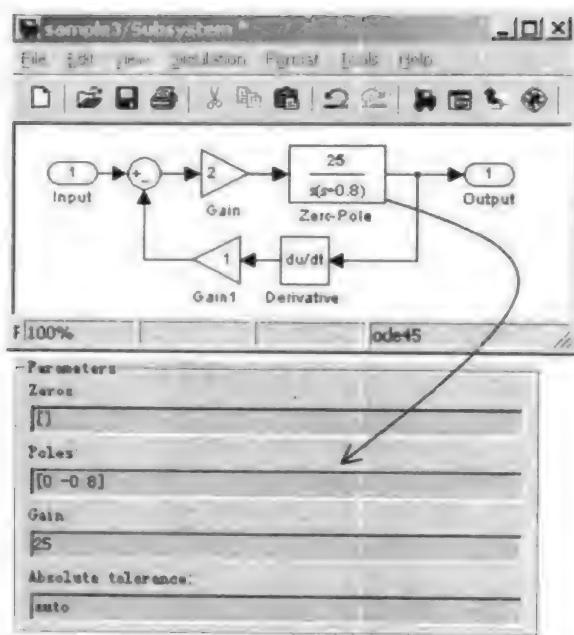 sample3/Subsystem *
File Edit View Simulation Format Tools Help
1
Input
+
-
2
Gain
25
s(s+0.8)
Zero-Pole
1
Output
1
Gain1
du/dt
Derivative
100%
ode45
Parameters
Zeros
[]
Poles
[0 -0.8]
Gain
25
Absolute tolerance:
auto